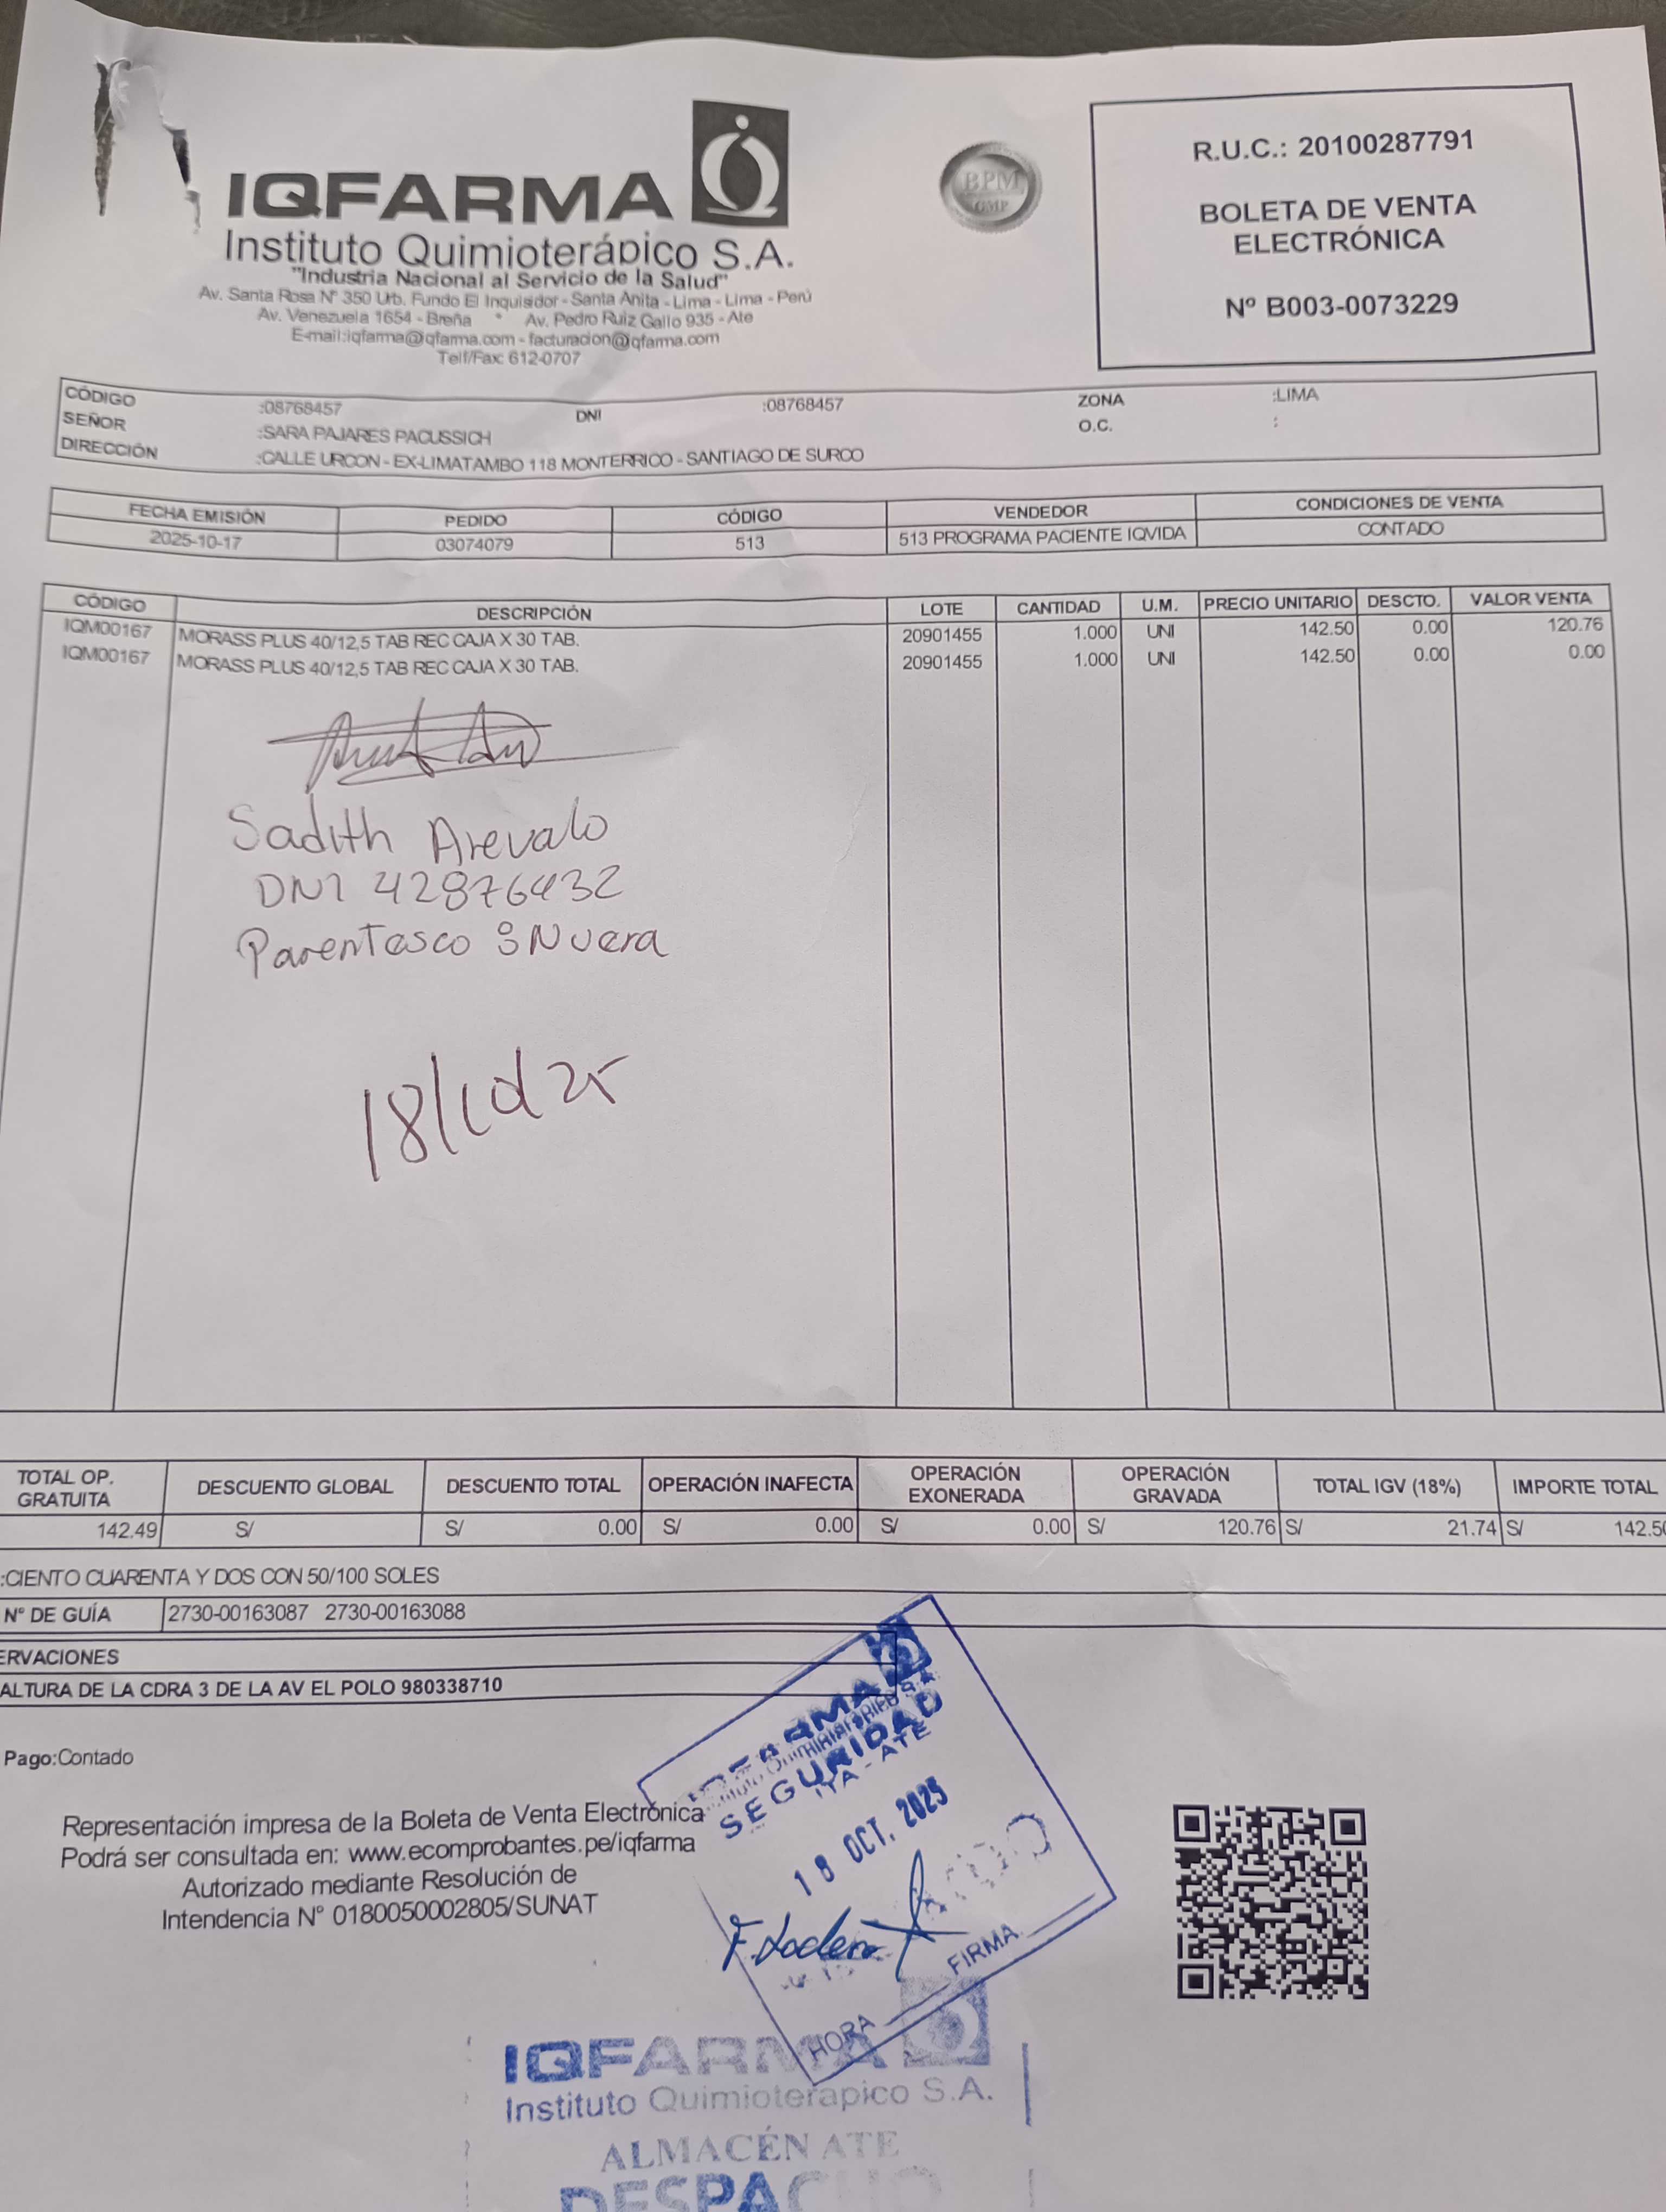 IQFARMA
Instituto Quimioterápico S.A.
"Industria Nacional al Servicio de la Salud"
Av. Santa Rosa Nº 350 Urb. Fundo El Inquisidor - Santa Anita - Lima - Lima - Perú
Av. Venezuela 1654 - Breña * Av. Pedro Ruiz Gallo 935 - Ate
E-mail:iqfarma@iqfarma.com - facturacion@iqfarma.com
Telf/Fax: 612-0707
BPM
GMP
R.U.C.: 20100287791
BOLETA DE VENTA
ELECTRÓNICA
Nº B003-0073229
CÓDIGO :08768457 DNI :08768457 ZONA :LIMA
SEÑOR :SARA PAJARES PACUSSICH O.C. :
DIRECCIÓN :CALLE URCON - EX-LIMATAMBO 118 MONTERRICO - SANTIAGO DE SURCO
FECHA EMISIÓN PEDIDO CÓDIGO VENDEDOR CONDICIONES DE VENTA
2025-10-17 03074079 513 513 PROGRAMA PACIENTE IQVIDA CONTADO
CÓDIGO DESCRIPCIÓN LOTE CANTIDAD U.M. PRECIO UNITARIO DESCTO. VALOR VENTA
IQM00167 MORASS PLUS 40/12,5 TAB REC CAJA X 30 TAB. 20901455 1.000 UNI 142.50 0.00 120.76
IQM00167 MORASS PLUS 40/12,5 TAB REC CAJA X 30 TAB. 20901455 1.000 UNI 142.50 0.00 0.00
Sadith Arevalo
DNI 42876432
Parentesco : Nuera
18/10/25
TOTAL OP. GRATUITA DESCUENTO GLOBAL DESCUENTO TOTAL OPERACIÓN INAFECTA OPERACIÓN EXONERADA OPERACIÓN GRAVADA TOTAL IGV (18%) IMPORTE TOTAL
142.49 S/ S/ 0.00 S/ 0.00 S/ 0.00 S/ 120.76 S/ 21.74 S/ 142.50
:CIENTO CUARENTA Y DOS CON 50/100 SOLES
Nº DE GUÍA 2730-00163087 2730-00163088
ERVACIONES
ALTURA DE LA CDRA 3 DE LA AV EL POLO 980338710
Pago:Contado
Representación impresa de la Boleta de Venta Electrónica
Podrá ser consultada en: www.ecomprobantes.pe/iqfarma
Autorizado mediante Resolución de
Intendencia N° 0180050002805/SUNAT
IQFARMA
SEGURIDAD
ITA - ATE
18 OCT. 2025
HORA FIRMA
IQFARMA
Instituto Quimioterapico S.A.
ALMACÉN ATE
DESPACHO